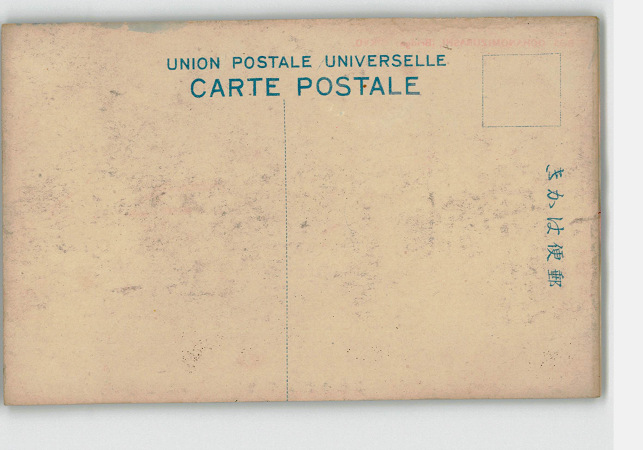 UNION POSTALE UNIVERSELLE
CARTE POSTALE
きかは便郵